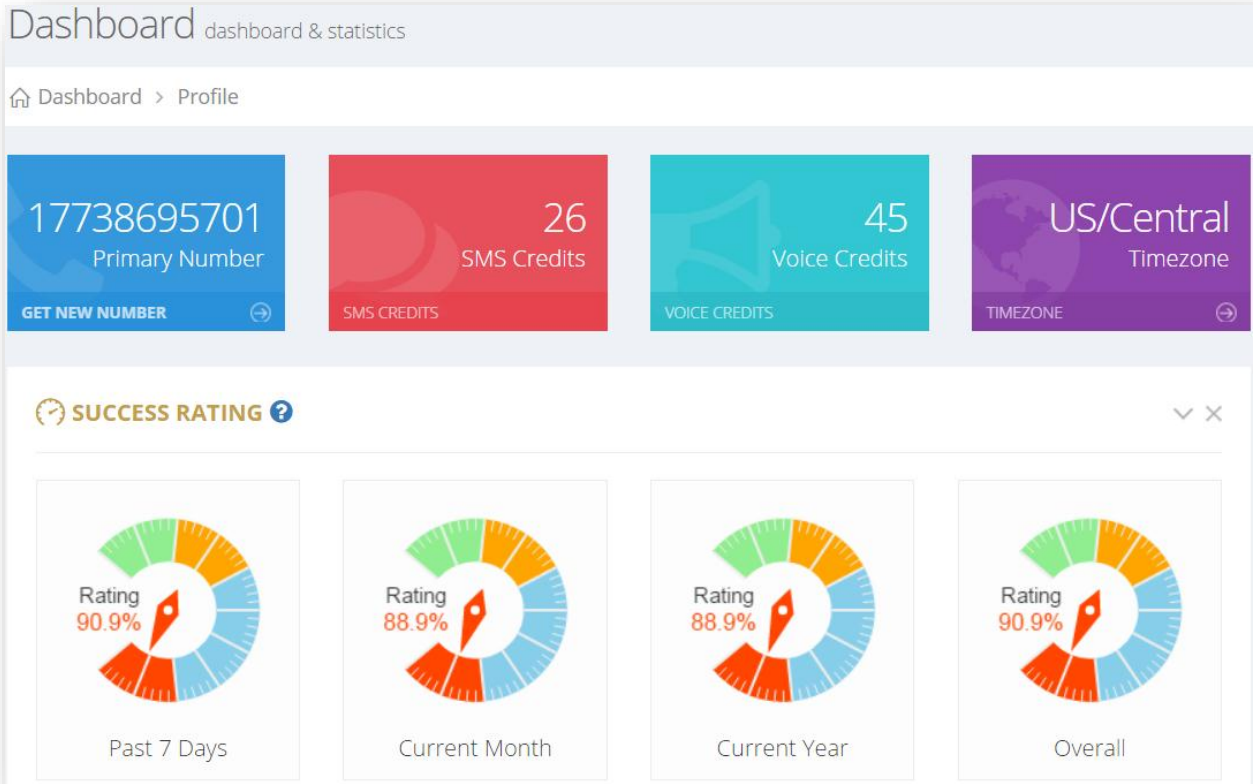 Dashboard dashboard & statistics
Dashboard > Profile
17738695701
Primary Number
GET NEW NUMBER
26
SMS Credits
SMS CREDITS
45
Voice Credits
VOICE CREDITS
US/Central
Timezone
TIMEZONE
SUCCESS RATING ?
Rating
90.9%
Past 7 Days
Rating
88.9%
Current Month
Rating
88.9%
Current Year
Rating
90.9%
Overall